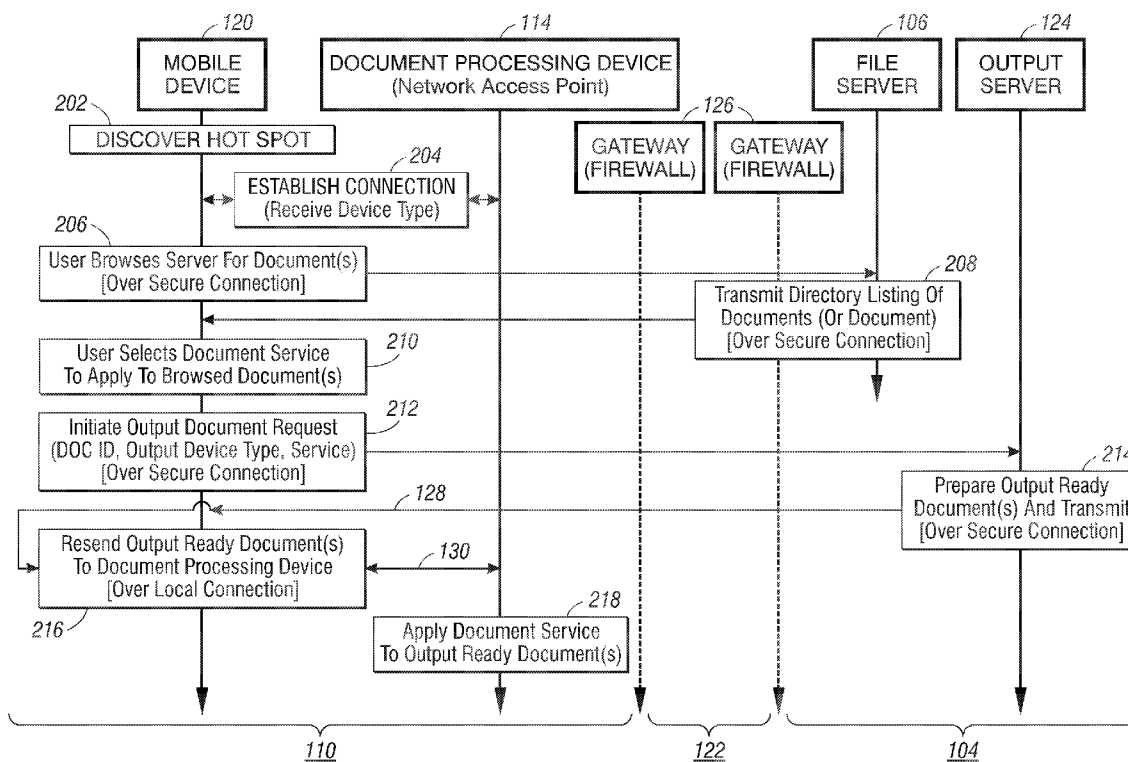 120
114
106
124
MOBILE
DEVICE
DOCUMENT PROCESSING DEVICE
(Network Access Point)
FILE
SERVER
OUTPUT
SERVER
202
DISCOVER HOT SPOT
126
GATEWAY
(FIREWALL)
GATEWAY
(FIREWALL)
204
ESTABLISH CONNECTION
(Receive Device Type)
206
User Browses Server For Document(s)
[Over Secure Connection]
208
Transmit Directory Listing Of
Documents (Or Document)
[Over Secure Connection]
210
User Selects Document Service
To Apply To Browsed Document(s)
212
Initiate Output Document Request
(DOC ID, Output Device Type, Service)
[Over Secure Connection]
214
Prepare Output Ready
Document(s) And Transmit
[Over Secure Connection]
128
Resend Output Ready Document(s)
To Document Processing Device
[Over Local Connection]
130
216
218
Apply Document Service
To Output Ready Document(s)
110
122
104